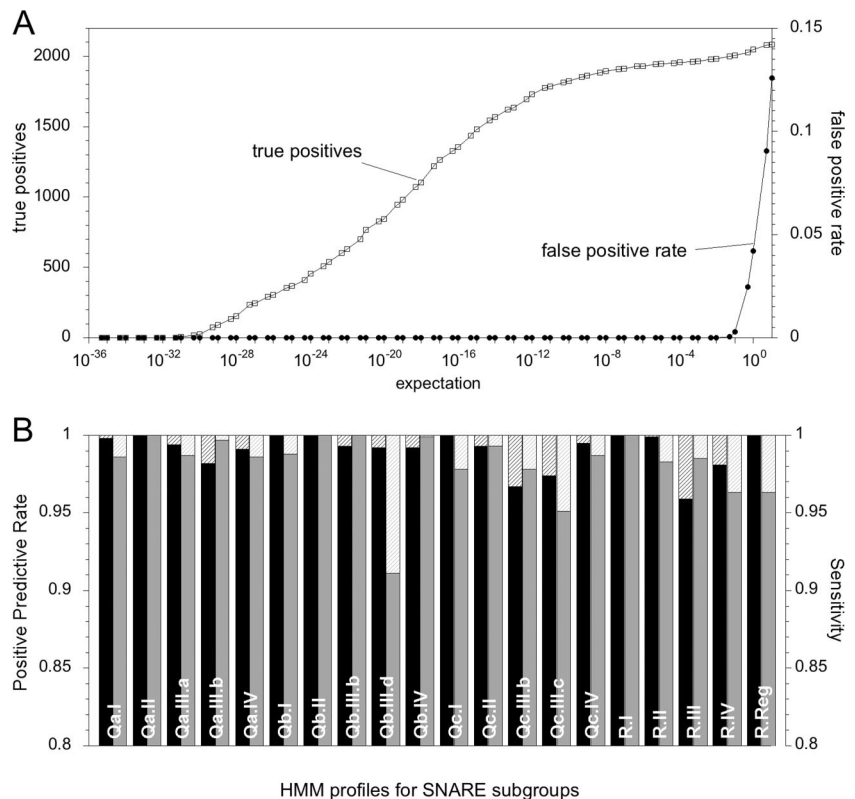 A
0.15
2000
true positives
false positive rate
1500
0.1
true positives
1000
0.05
false positive rate
500
0
0
10^-36
10^-32
10^-28
10^-24
10^-20
10^-16
10^-12
10^-8
10^-4
10^0
expectation
B
1
1
0.95
0.95
Positive Predictive Rate
Sensitivity
0.9
0.9
0.85
0.85
0.8
0.8
Qa.I
Qa.II
Qa.III.a
Qa.III.b
Qa.IV
Qb.I
Qb.II
Qb.III.b
Qb.III.d
Qb.IV
Qc.I
Qc.II
Qc.III.b
Qc.III.c
Qc.IV
R.I
R.II
R.III
R.IV
R.Reg
HMM profiles for SNARE subgroups